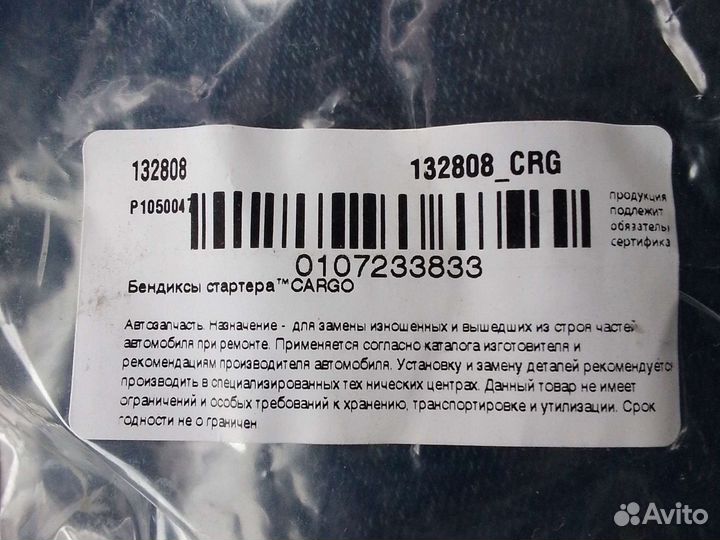 132808 132808_CRG
P1050047
продукция
подлежит
обязательн
сертифика
0107233833
Бендиксы стартера™CARGO
Автозапчасть. Назначение - для замены изношенных и вышедших из строя частей
автомобиля при ремонте. Применяется согласно каталога изготовителя и
рекомендациям производителя автомобиля. Установку и замену деталей рекомендуется
производить в специализированных тех нических центрах. Данный товар не имеет
ограничений и особых требований к хранению, транспортировке и утилизации. Срок
годности не о граничен
Avito